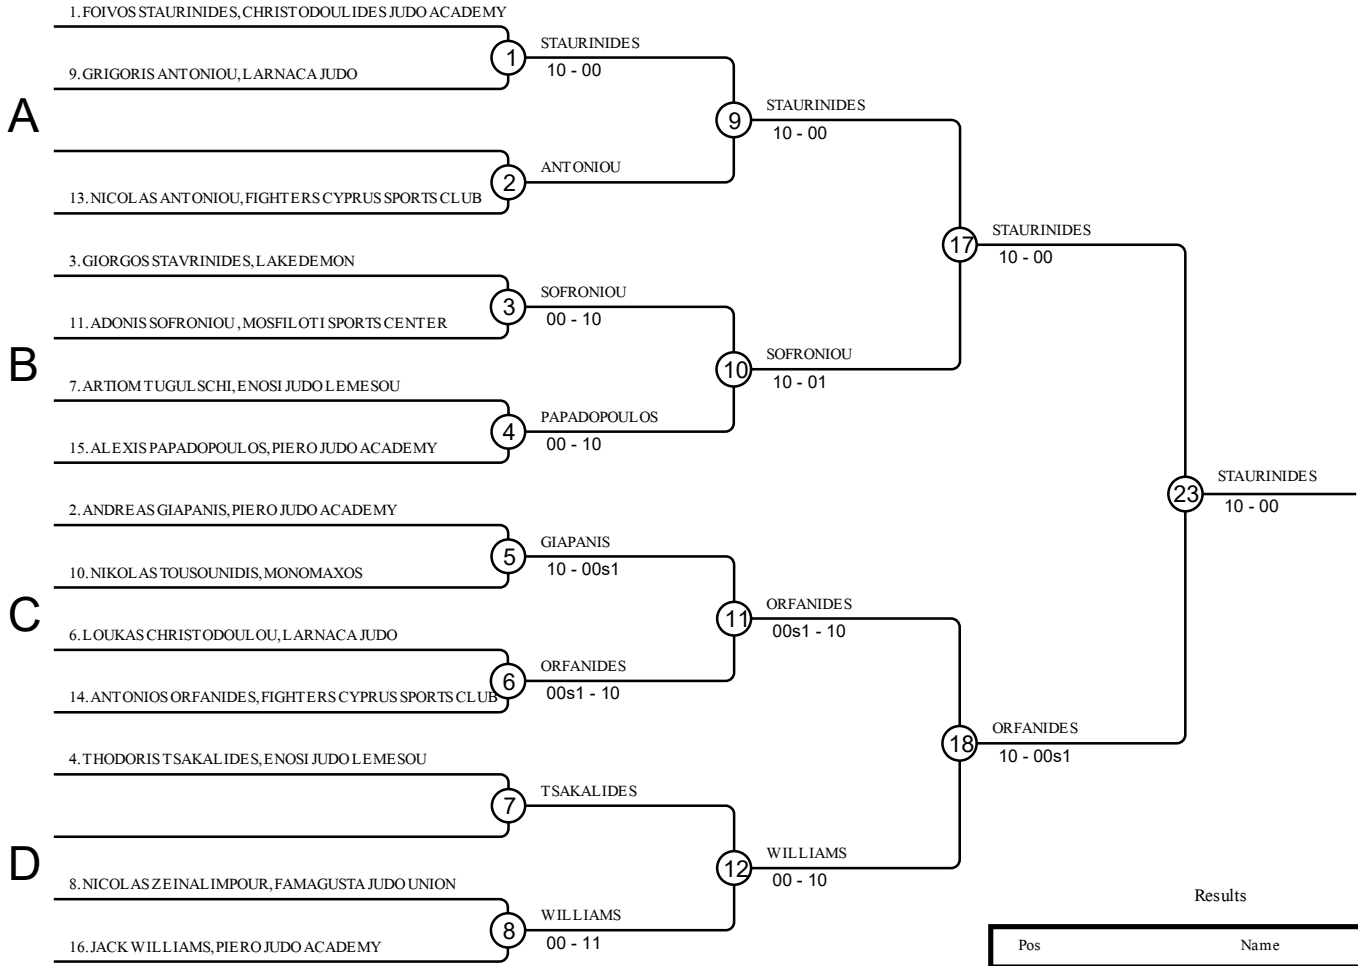 1. FOIVOS STAURINIDES, CHRISTODOULIDES JUDO ACADEMY
1
STAURINIDES
10 - 00
9. GRIGORIS ANTONIOU, LARNACA JUDO
A
9
STAURINIDES
10 - 00
2
ANTONIOU
13. NICOLAS ANTONIOU, FIGHTERS CYPRUS SPORTS CLUB
17
STAURINIDES
10 - 00
3. GIORGOS STAVRINIDES, LAKEDEMON
3
SOFRONIOU
00 - 10
11. ADONIS SOFRONIOU , MOSFILOTI SPORTS CENTER
B
10
SOFRONIOU
10 - 01
7. ARTIOM TUGULSCHI, ENOSI JUDO LEMESOU
4
PAPADOPOULOS
00 - 10
15. ALEXIS PAPADOPOULOS, PIERO JUDO ACADEMY
23
STAURINIDES
10 - 00
2. ANDREAS GIAPANIS, PIERO JUDO ACADEMY
5
GIAPANIS
10 - 00s1
10. NIKOLAS TOUSOUNIDIS, MONOMAXOS
C
11
ORFANIDES
00s1 - 10
6. LOUKAS CHRISTODOULOU, LARNACA JUDO
6
ORFANIDES
00s1 - 10
14. ANTONIOS ORFANIDES, FIGHTERS CYPRUS SPORTS CLUB
18
ORFANIDES
10 - 00s1
4. THODORIS TSAKALIDES, ENOSI JUDO LEMESOU
7
TSAKALIDES
D
12
WILLIAMS
00 - 10
8. NICOLAS ZEINALIMPOUR, FAMAGUSTA JUDO UNION
8
WILLIAMS
00 - 11
16. JACK WILLIAMS, PIERO JUDO ACADEMY
Results
Pos Name